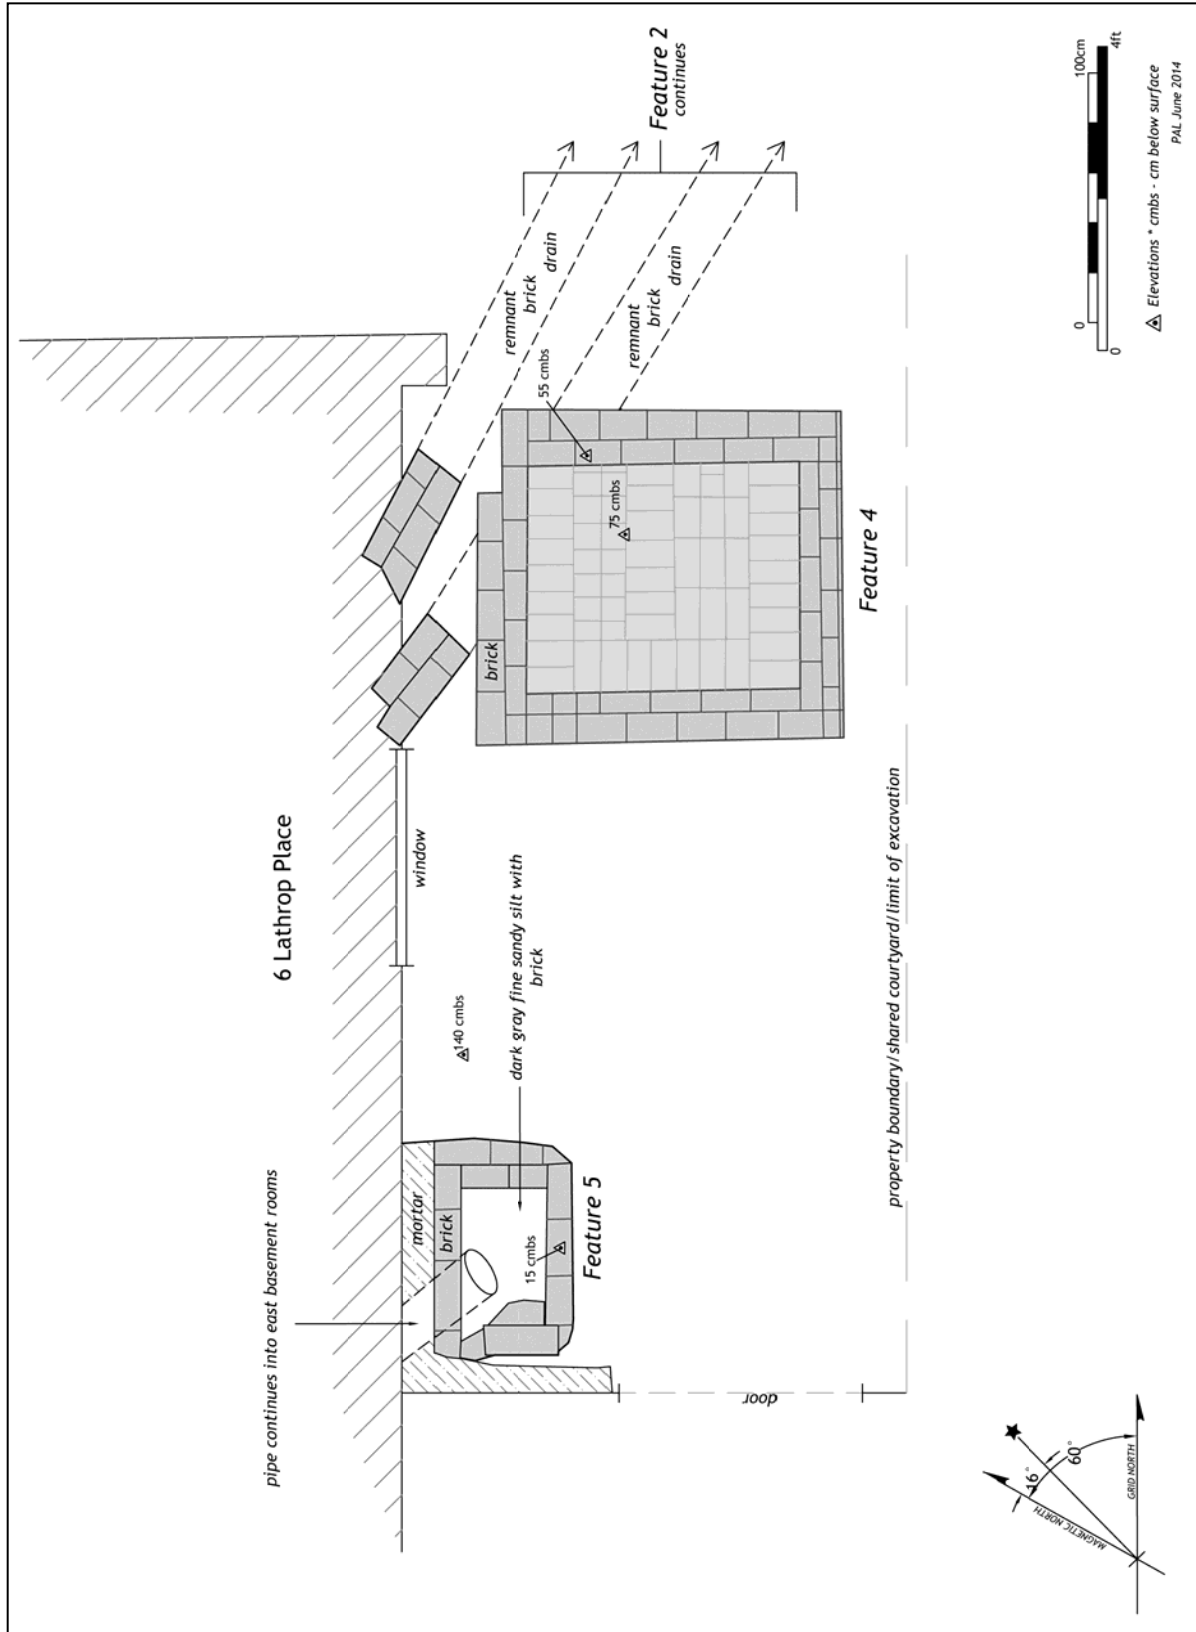 6 Lathrop Place
pipe continues into east basement rooms
mortar
brick
15 cmbs
Feature 5
140 cmbs
dark gray fine sandy silt with
brick
window
door
brick
75 cmbs
55 cmbs
Feature 4
remnant
brick
drain
remnant
brick
drain
Feature 2
continues
property boundary/shared courtyard/limit of excavation
MAGNETIC NORTH
16°
60°
GRID NORTH
0
100cm
0
4ft
Elevations * cmbs - cm below surface
PAL June 2014